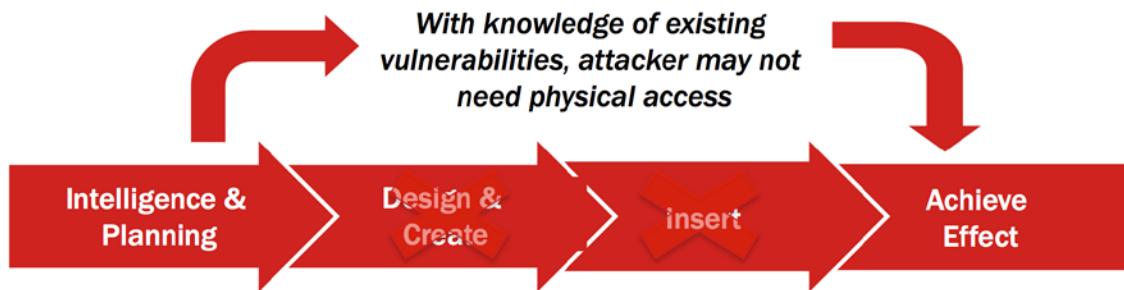 With knowledge of existing
vulnerabilities, attacker may not
need physical access
Intelligence &
Planning
Design &
Create
insert
Achieve
Effect